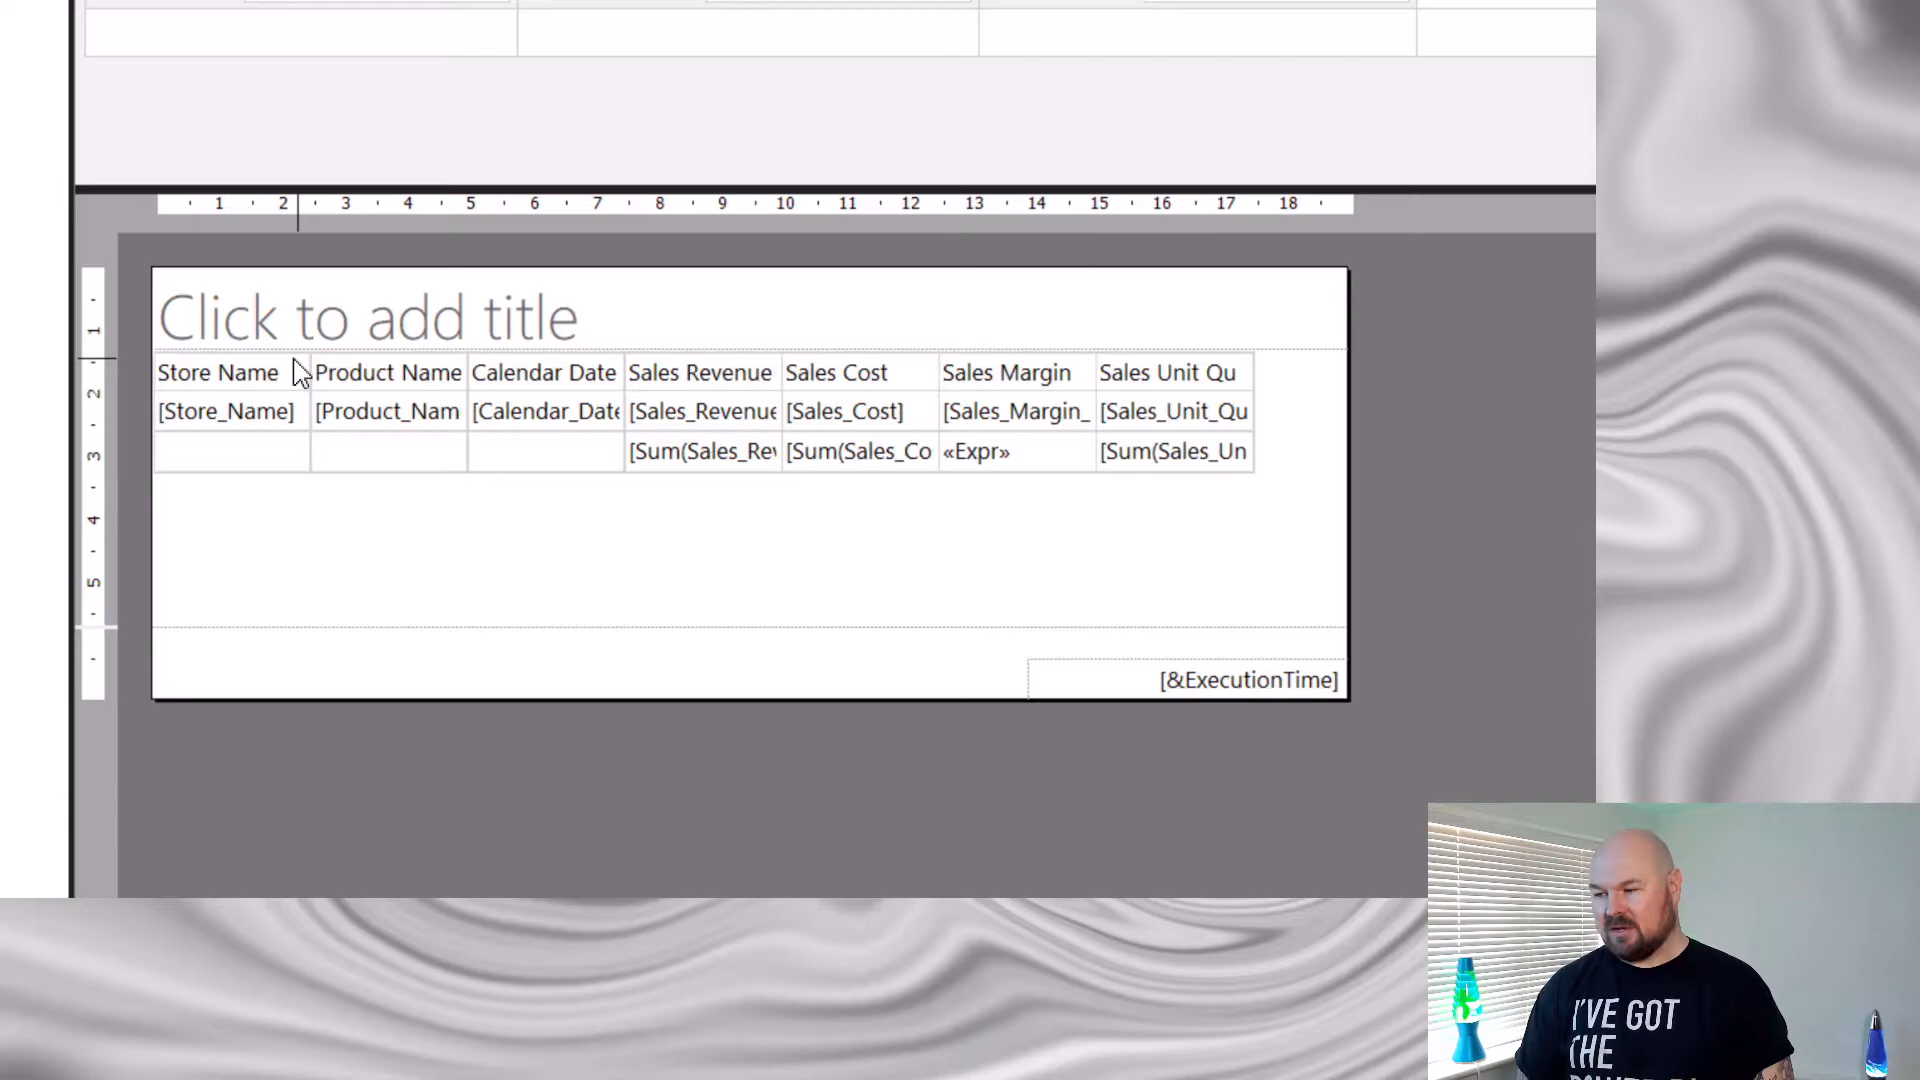 1 2 3 4 5 6 7 8 9 10 11 12 13 14 15 16 17 18
Click to add title
Store Name Product Name Calendar Date Sales Revenue Sales Cost Sales Margin Sales Unit Qu
[Store_Name] [Product_Nam [Calendar_Date [Sales_Revenue [Sales_Cost] [Sales_Margin_ [Sales_Unit_Qu
[Sum(Sales_Rev [Sum(Sales_Co «Expr» [Sum(Sales_Un
[&ExecutionTime]
1
2
3
4
5
I'VE GOT
THE